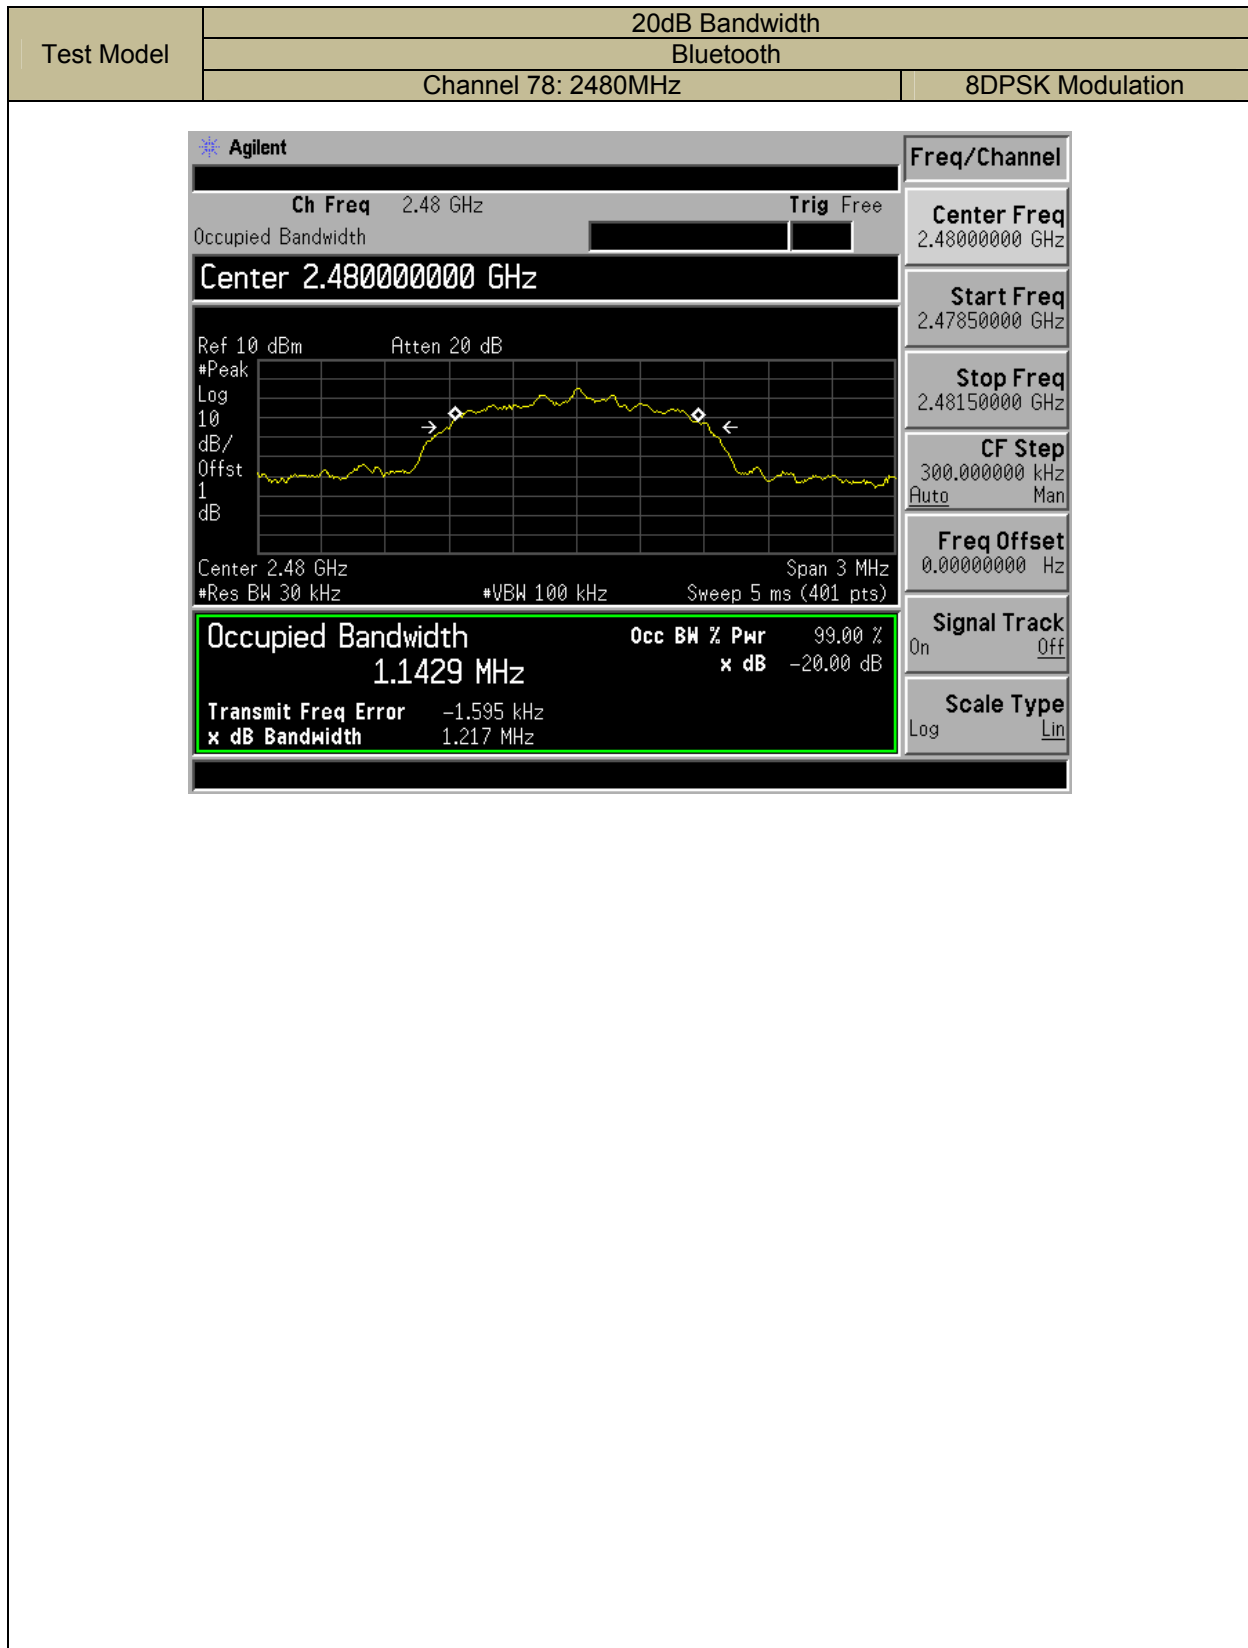 Test Model
20dB Bandwidth
Bluetooth
Channel 78: 2480MHz
8DPSK Modulation
Agilent
Freq/Channel
Ch Freq 2.48 GHz Trig Free
Occupied Bandwidth
Center 2.480000000 GHz
Ref 10 dBm Atten 20 dB
#Peak
Log
10
dB/
Offst
1
dB
Center 2.48 GHz Span 3 MHz
#Res BW 30 kHz #VBW 100 kHz Sweep 5 ms (401 pts)
Occupied Bandwidth
1.1429 MHz
Occ BW % Pwr 99.00 %
x dB -20.00 dB
Transmit Freq Error -1.595 kHz
x dB Bandwidth 1.217 MHz
Center Freq
2.48000000 GHz
Start Freq
2.47850000 GHz
Stop Freq
2.48150000 GHz
CF Step
300.000000 kHz
Auto Man
Freq Offset
0.00000000 Hz
Signal Track
On Off
Scale Type
Log Lin